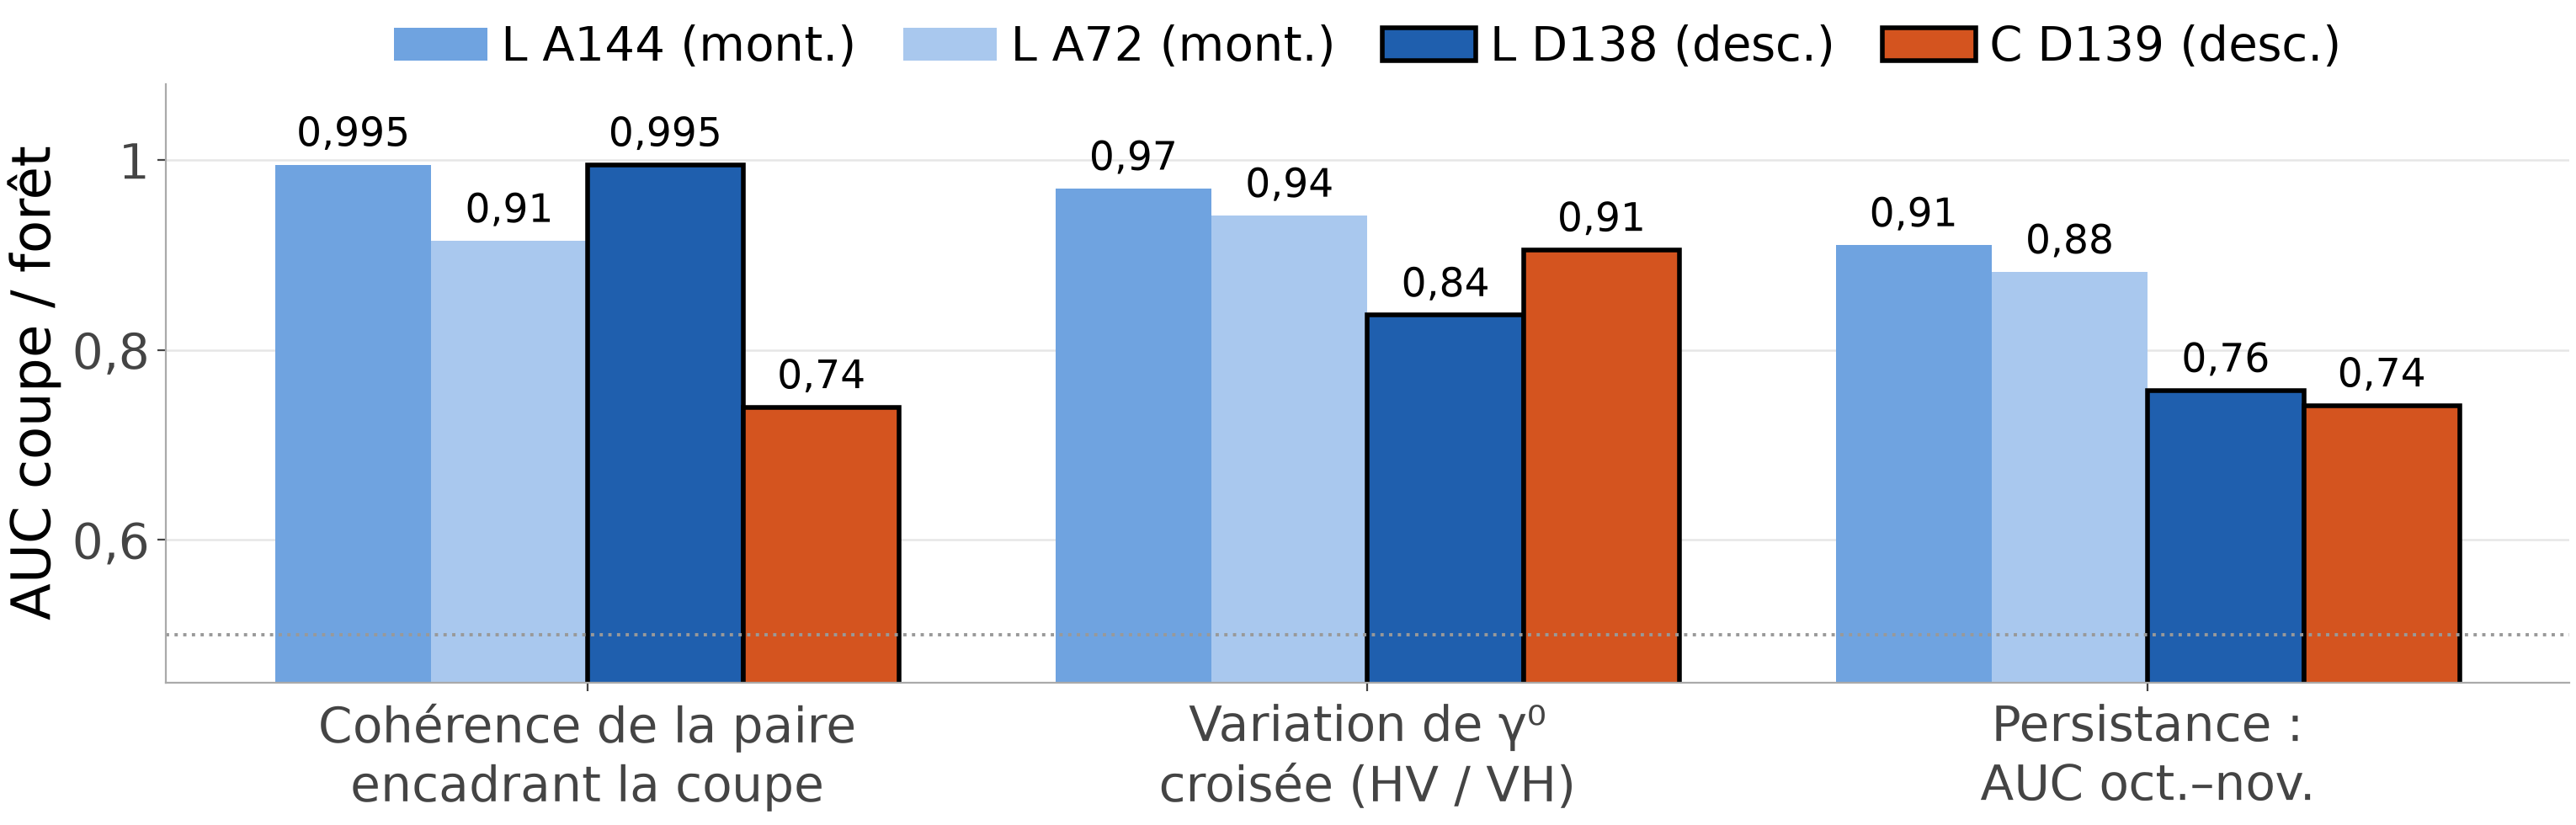 L A144 (mont.) L A72 (mont.) L D138 (desc.) C D139 (desc.)
AUC coupe / forêt
1
0,8
0,6
0,995
0,91
0,995
0,74
0,97
0,94
0,84
0,91
0,91
0,88
0,76
0,74
Cohérence de la paire
encadrant la coupe
Variation de γ⁰
croisée (HV / VH)
Persistance :
AUC oct.–nov.